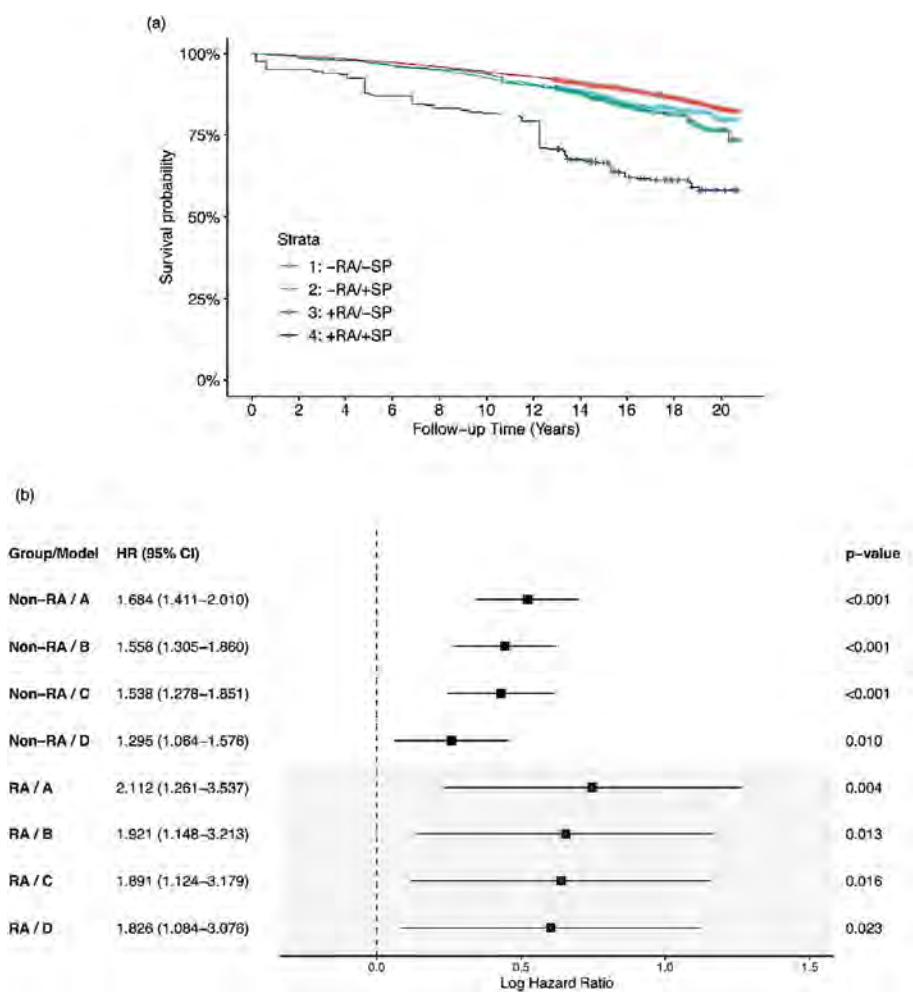 (a)
100%
75%
50%
25%
0%
Survival probability
Strata
1: −RA/−SP
2: −RA/+SP
3: +RA/−SP
4: +RA/+SP
0 2 4 6 8 10 12 14 16 18 20
Follow−up Time (Years)
(b)
Group/Model HR (95% CI) p−value
Non−RA / A 1.684 (1.411−2.010) <0.001
Non−RA / B 1.558 (1.305−1.860) <0.001
Non−RA / C 1.538 (1.278−1.851) <0.001
Non−RA / D 1.295 (1.064−1.576) 0.010
RA / A 2.112 (1.261−3.537) 0.004
RA / B 1.921 (1.148−3.213) 0.013
RA / C 1.891 (1.124−3.179) 0.016
RA / D 1.826 (1.084−3.076) 0.023
0.0 0.5 1.0 1.5
Log Hazard Ratio